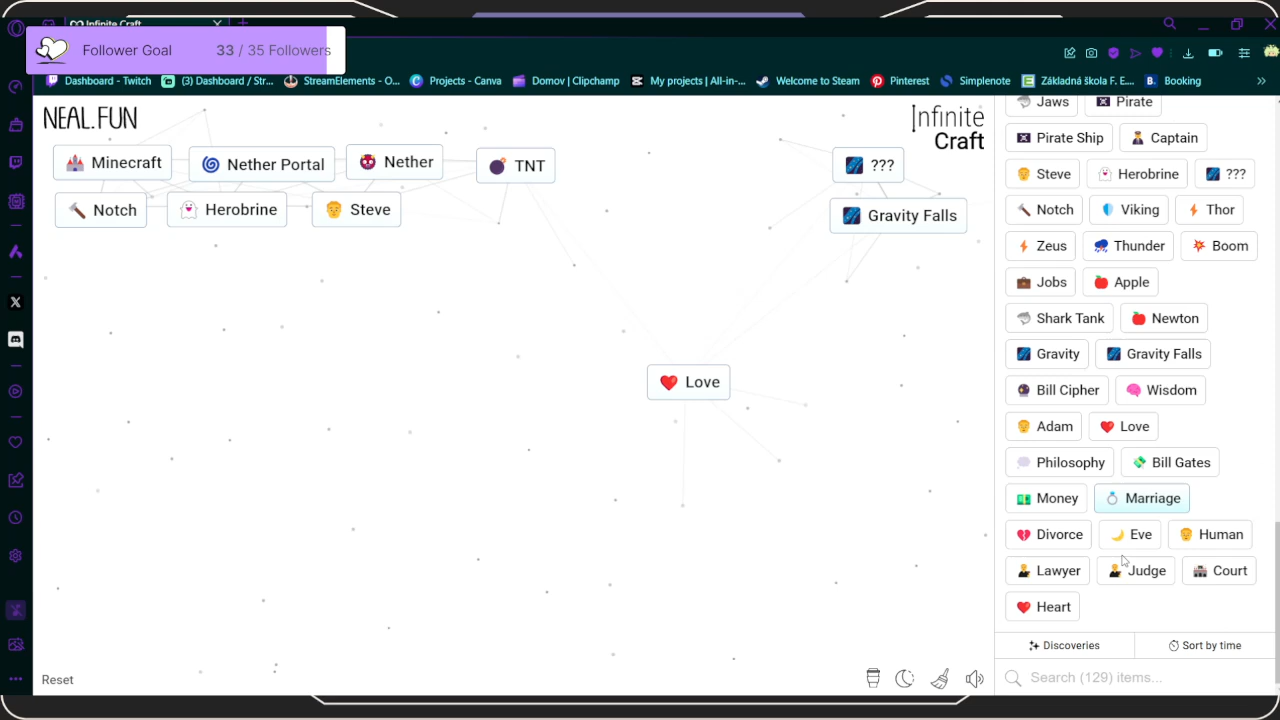 Infinite Craft
Follower Goal 33 / 35 Followers
Dashboard - Twitch (3) Dashboard / Str... StreamElements - O... Projects - Canva Domov | Clipchamp My projects | All-in-... Welcome to Steam Pinterest Simplenote Základná škola F. E... B. Booking
NEAL.FUN
Infinite
Craft
Minecraft Nether Portal Nether TNT ???
Notch Herobrine Steve Gravity Falls
Love
Jaws Pirate
Pirate Ship Captain
Steve Herobrine ???
Notch Viking Thor
Zeus Thunder Boom
Jobs Apple
Shark Tank Newton
Gravity Gravity Falls
Bill Cipher Wisdom
Adam Love
Philosophy Bill Gates
Money Marriage
Divorce Eve Human
Lawyer Judge Court
Heart
Discoveries Sort by time
Search (129) items...
Reset